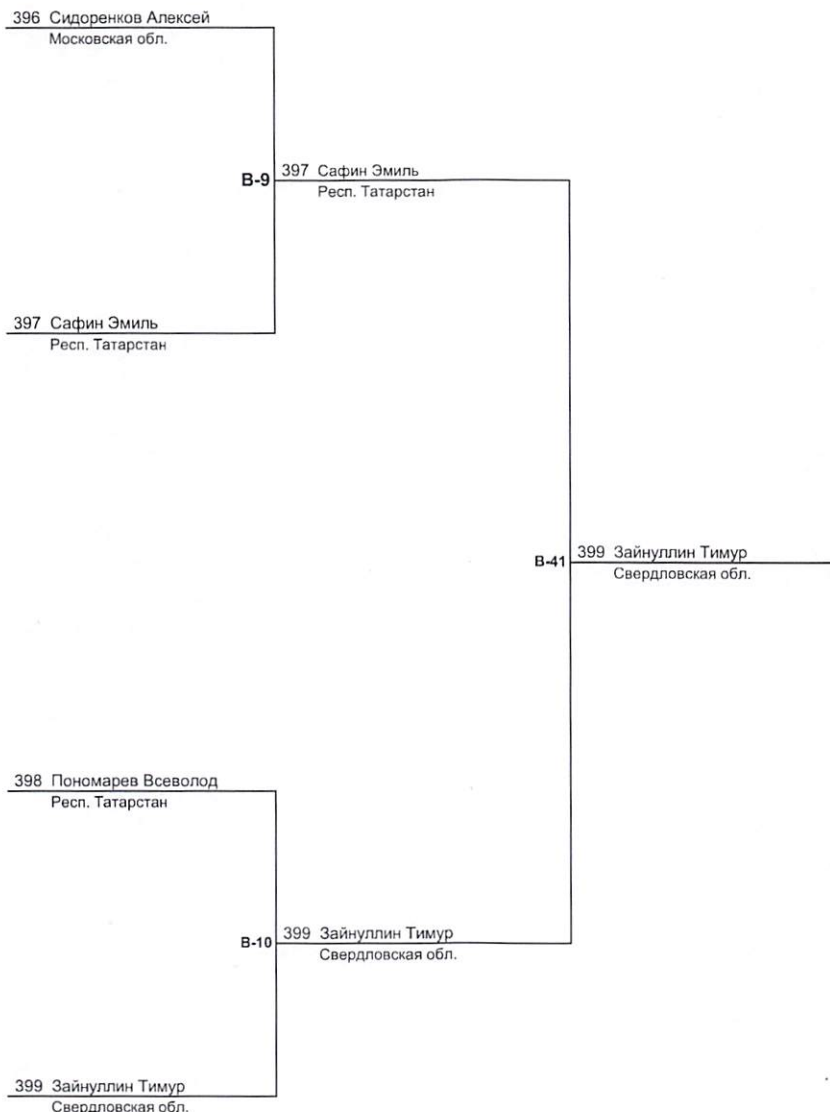 396 Сидоренков Алексей
Московская обл.
B-9
397 Сафин Эмиль
Респ. Татарстан
397 Сафин Эмиль
Респ. Татарстан
B-41
399 Зайнуллин Тимур
Свердловская обл.
398 Пономарев Всеволод
Респ. Татарстан
B-10
399 Зайнуллин Тимур
Свердловская обл.
399 Зайнуллин Тимур
Свердловская обл.